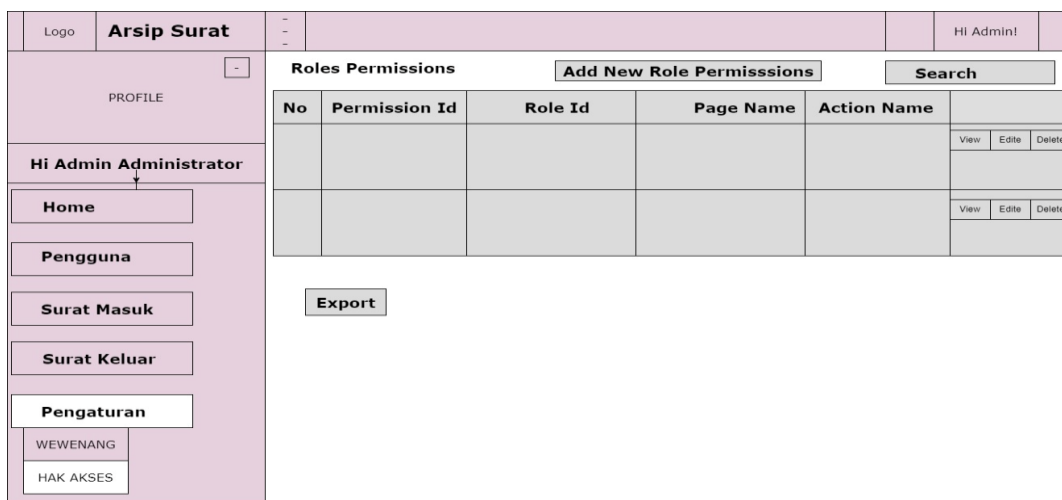 Logo Arsip Surat Hi Admin!
Roles Permissions Add New Role Permisssions Search
PROFILE
No Permission Id Role Id Page Name Action Name
View Edite Delete
Hi Admin Administrator
Home
View Edite Delete
Pengguna
Surat Masuk
Export
Surat Keluar
Pengaturan
WEWENANG
HAK AKSES